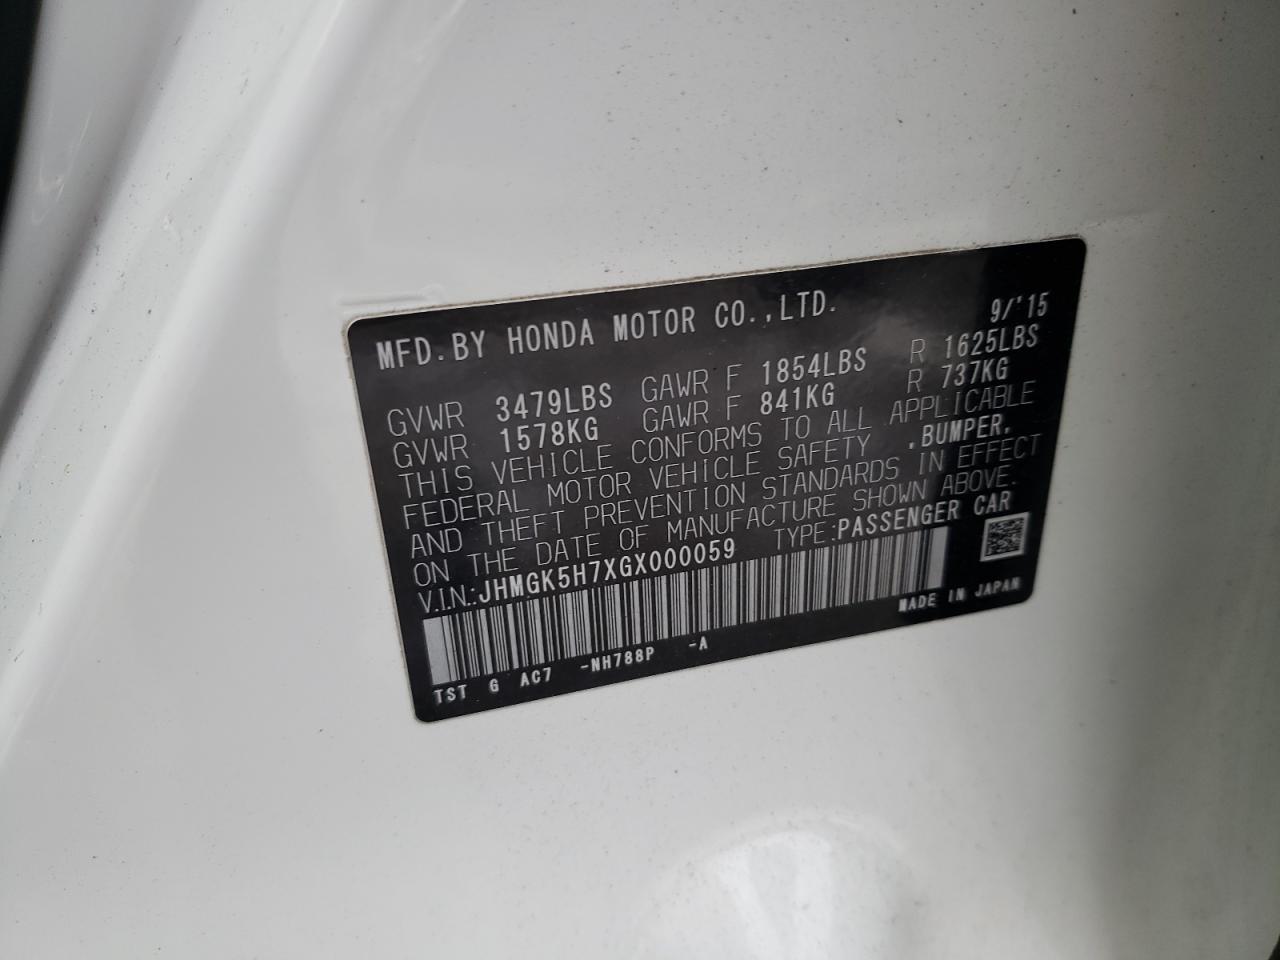 MFD.BY HONDA MOTOR CO.,LTD. 9/'15
GVWR 3479LBS GAWR F 1854LBS R 1625LBS
GVWR 1578KG GAWR F 841KG R 737KG
THIS VEHICLE CONFORMS TO ALL APPLICABLE
FEDERAL MOTOR VEHICLE SAFETY ,BUMPER,
AND THEFT PREVENTION STANDARDS IN EFFECT
ON THE DATE OF MANUFACTURE SHOWN ABOVE.
V.I.N.:JHMGK5H7XGX000059 TYPE:PASSENGER CAR
MADE IN JAPAN
TST G AC7 -NH788P -A